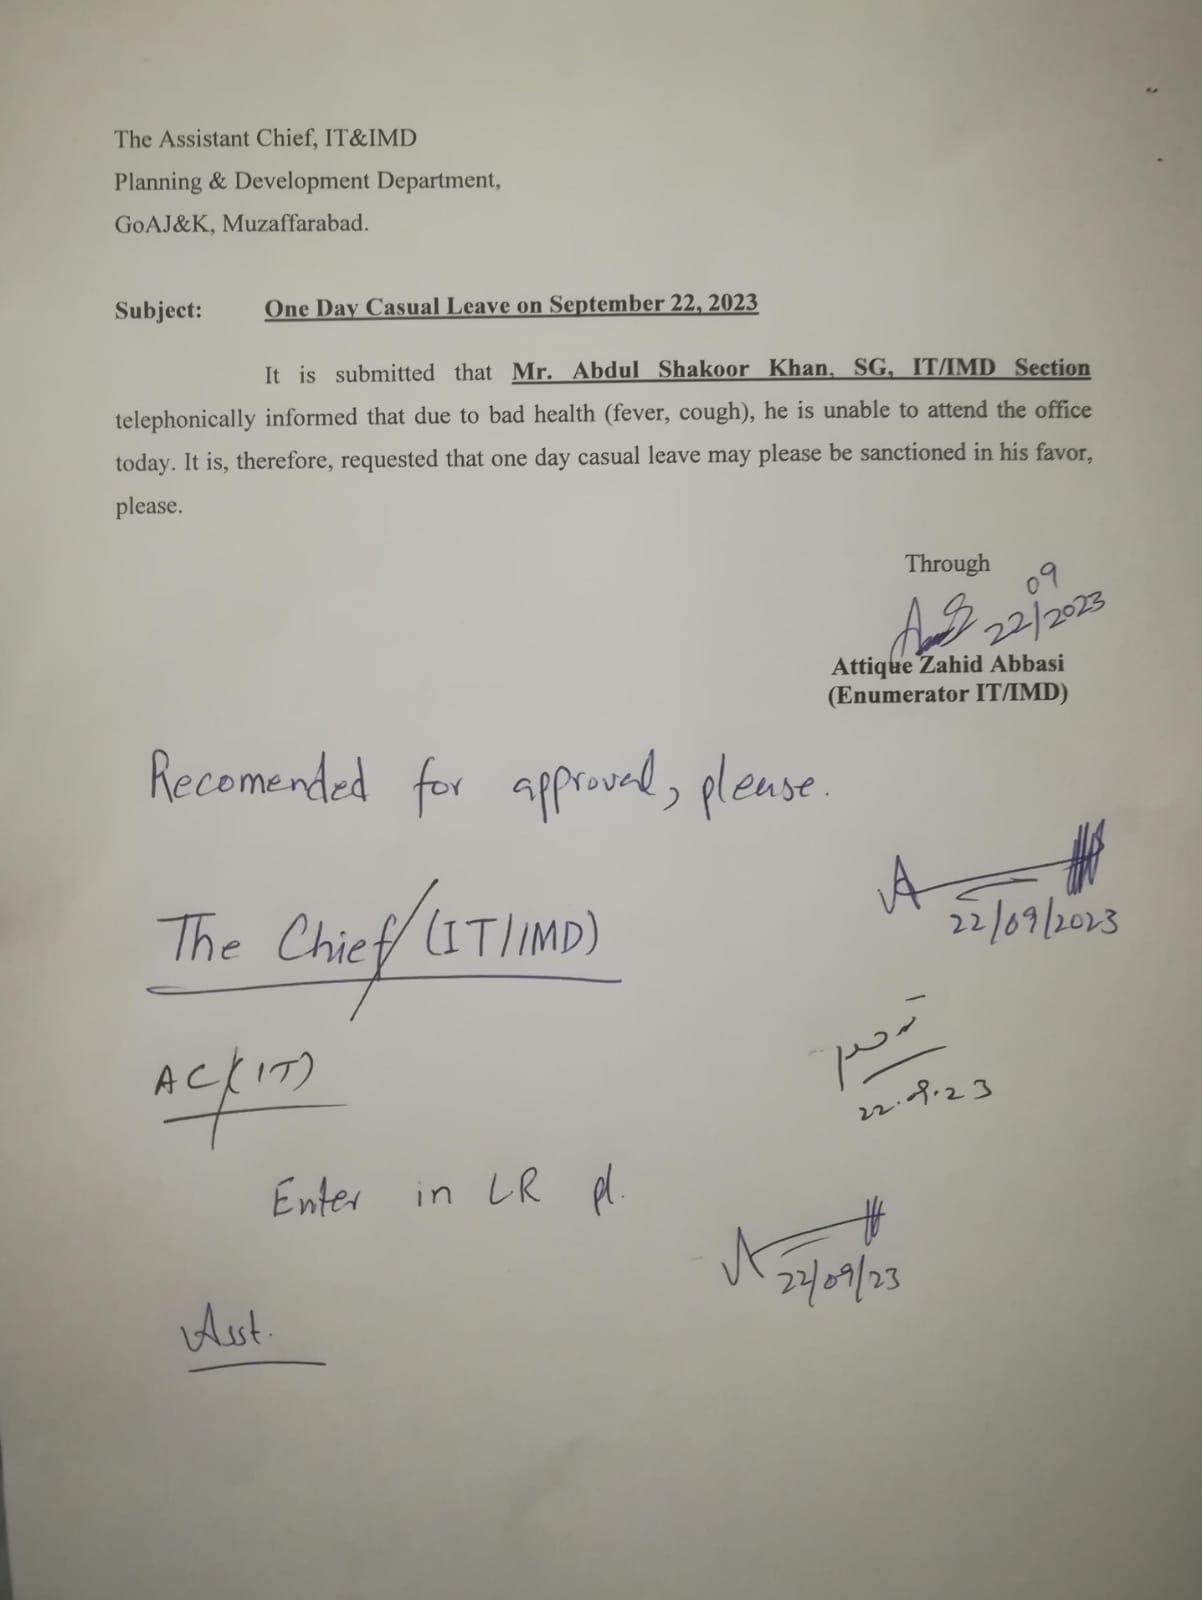 The Assistant Chief, IT&IMD
Planning & Development Department,
GoAJ&K, Muzaffarabad.
Subject: One Day Casual Leave on September 22, 2023
It is submitted that Mr. Abdul Shakoor Khan, SG, IT/IMD Section
telephonically informed that due to bad health (fever, cough), he is unable to attend the office
today. It is, therefore, requested that one day casual leave may please be sanctioned in his favor,
please.
Through
09
22/2023
Attique Zahid Abbasi
(Enumerator IT/IMD)
Recomended for approval, please.
22/09/2023
The Chief/(IT/IMD)
22.9.23
AC/(IT)
Enter in LR pl.
22/09/23
Asst.